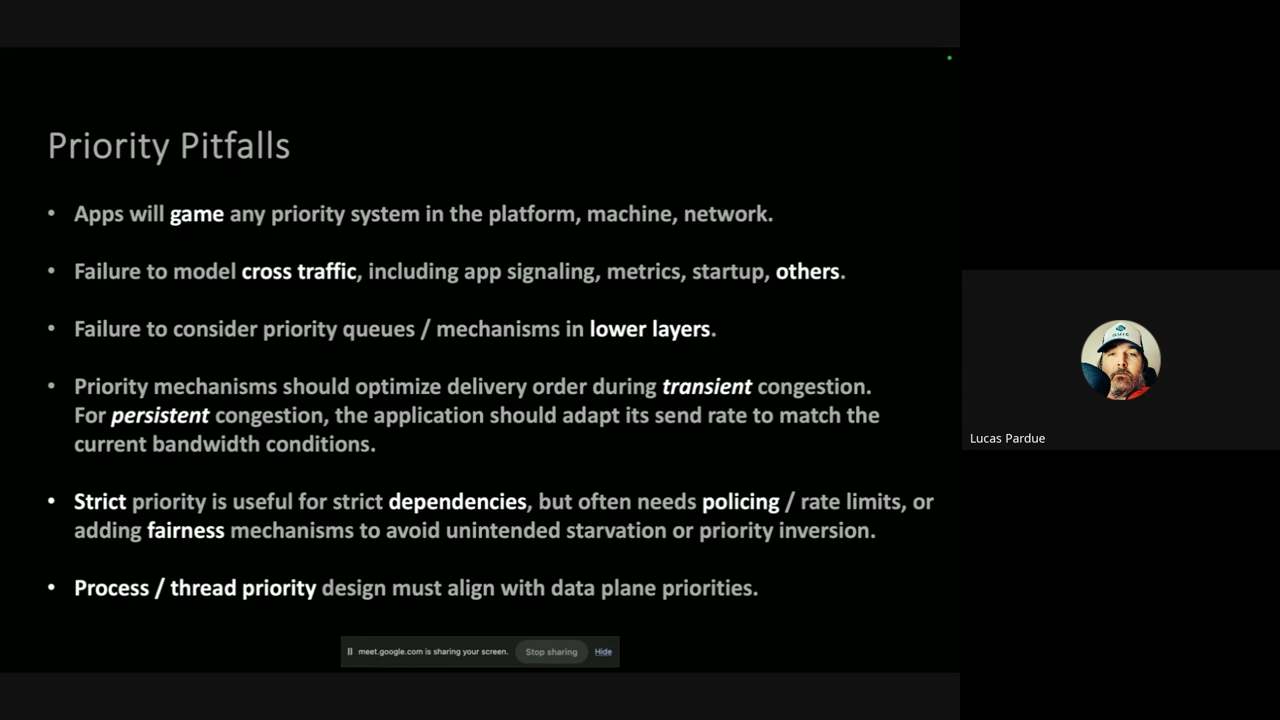 Priority Pitfalls
• Apps will game any priority system in the platform, machine, network.
• Failure to model cross traffic, including app signaling, metrics, startup, others.
• Failure to consider priority queues / mechanisms in lower layers.
• Priority mechanisms should optimize delivery order during transient congestion.
For persistent congestion, the application should adapt its send rate to match the
current bandwidth conditions.
• Strict priority is useful for strict dependencies, but often needs policing / rate limits, or
adding fairness mechanisms to avoid unintended starvation or priority inversion.
• Process / thread priority design must align with data plane priorities.
meet.google.com is sharing your screen. Stop sharing Hide
QUIC
Lucas Pardue